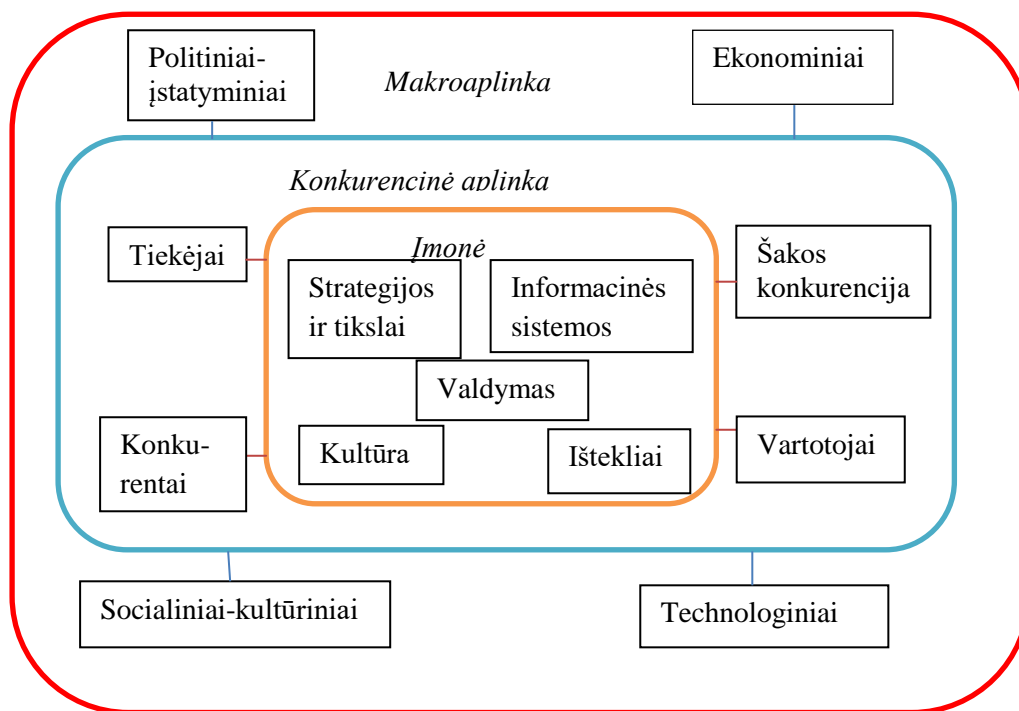 Politiniai-
įstatyminiai
Makroaplinka
Ekonominiai
Konkurencinė aplinka
Tiekėjai
Įmonė
Šakos
konkurencija
Strategijos
ir tikslai
Informacinės
sistemos
Valdymas
Konku-
rentai
Kultūra
Ištekliai
Vartotojai
Socialiniai-kultūriniai
Technologiniai